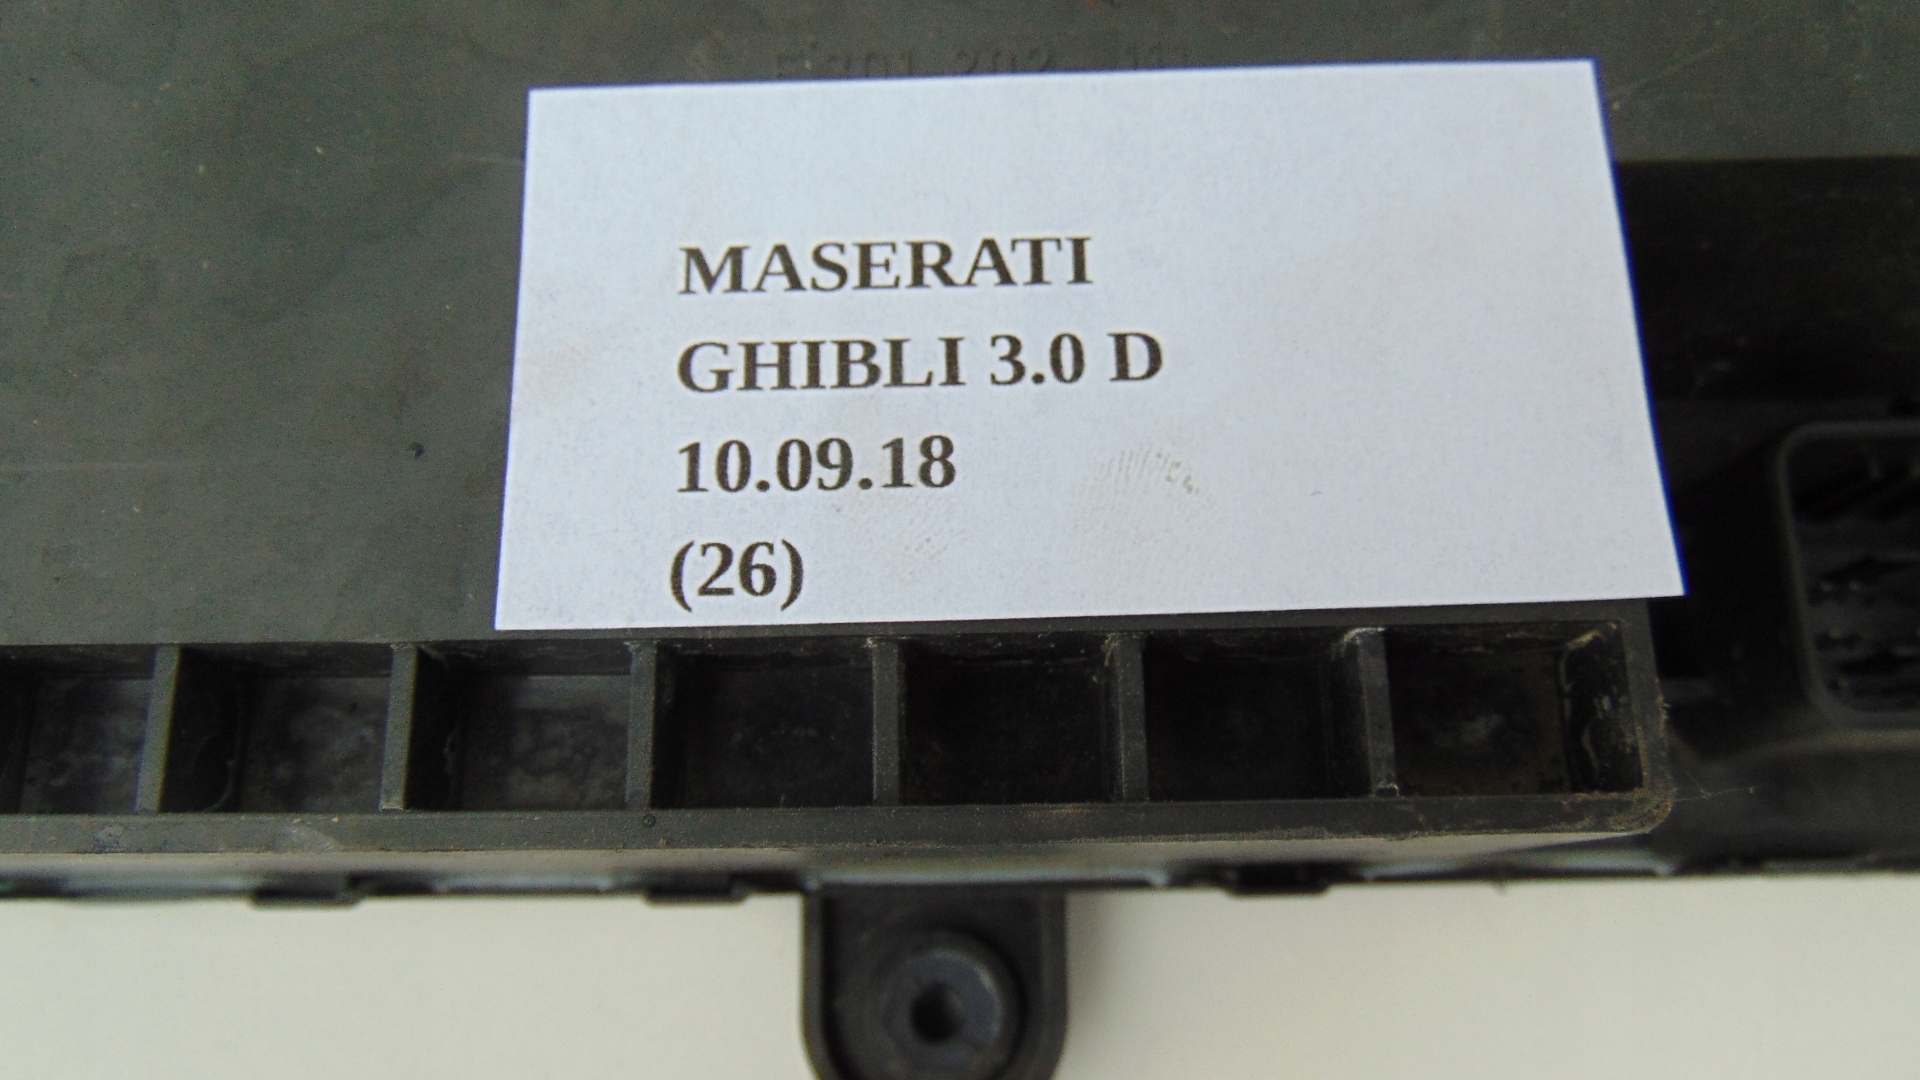 MASERATI
GHIBLI 3.0 D
10.09.18
(26)